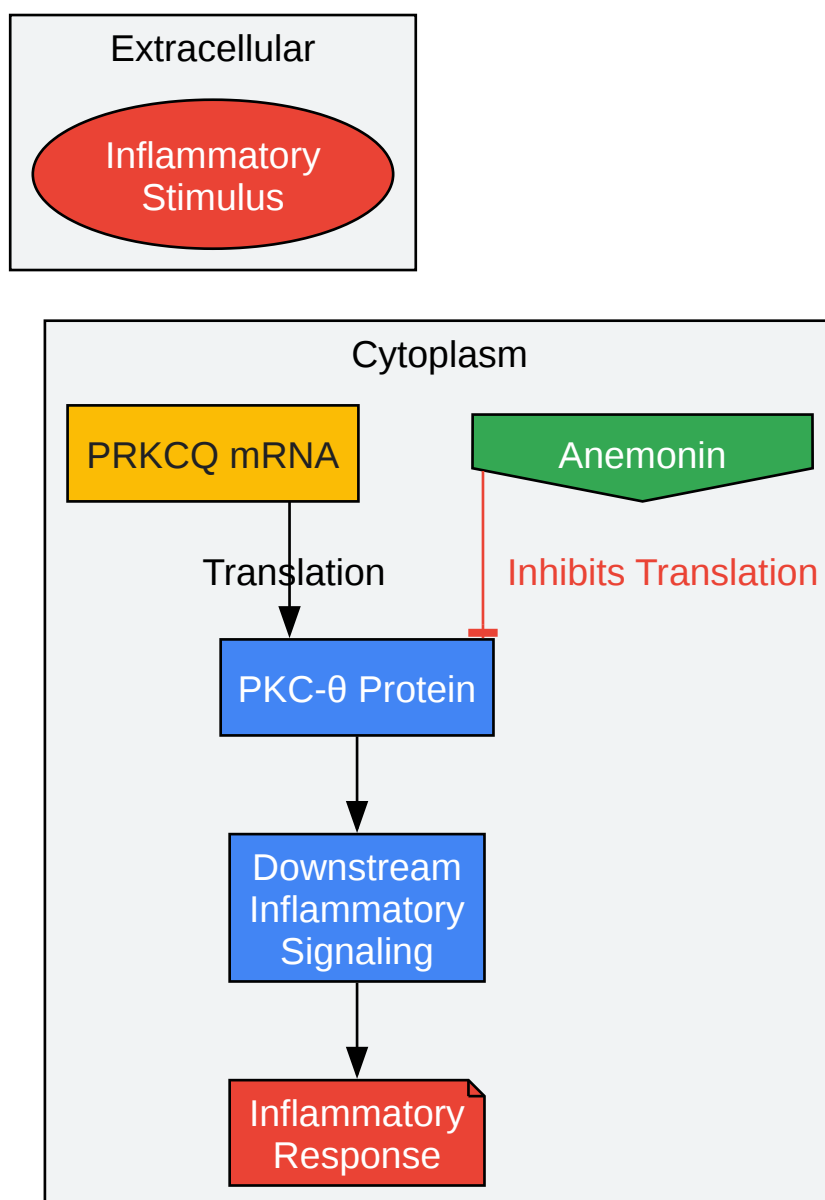 Extracellular
Inflammatory
Stimulus
Cytoplasm
PRKCQ mRNA
Anemonin
Translation
Inhibits Translation
PKC-θ Protein
Downstream
Inflammatory
Signaling
Inflammatory
Response